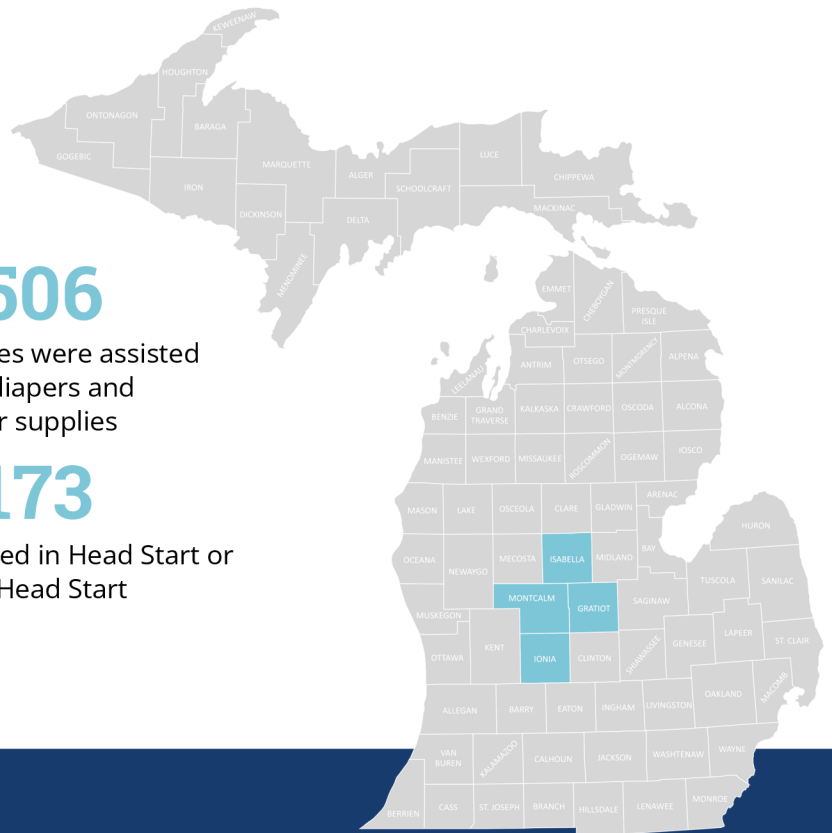 KEWEENAW
HOUGHTON
ONTONAGON
BARAGA
GOGEBIC
MARQUETTE
LUCE
ALGER
CHIPPEWA
IRON
SCHOOLCRAFT
DICKINSON
DELTA
MACKINAC
MENOMINEE
506
es were assisted
diapers and
r supplies
173
ed in Head Start or
Head Start
EMMET
CHEBOYGAN
PRESQUE
ISLE
CHARLEVOIX
ANTRIM
OTSEGO
MONTMORENCY
ALPENA
LEELANAU
BENZIE
GRAND
TRAVERSE
KALKASKA
CRAWFORD
OSCODA
ALCONA
MANISTEE
WEXFORD
MISSAUKEE
ROSCOMMON
OGEMAW
IOSCO
MASON
LAKE
OSCEOLA
CLARE
GLADWIN
ARENAC
HURON
OCEANA
NEWAYGO
MECOSTA
ISABELLA
MIDLAND
BAY
TUSCOLA
SANILAC
MUSKEGON
MONTCALM
GRATIOT
SAGINAW
OTTAWA
KENT
IONIA
CLINTON
SHIAWASSEE
GENESEE
LAPEER
ST. CLAIR
ALLEGAN
BARRY
EATON
INGHAM
LIVINGSTON
OAKLAND
MACOMB
VAN
BUREN
KALAMAZOO
CALHOUN
JACKSON
WASHTENAW
WAYNE
BERRIEN
CASS
ST. JOSEPH
BRANCH
HILLSDALE
LENAWEE
MONROE